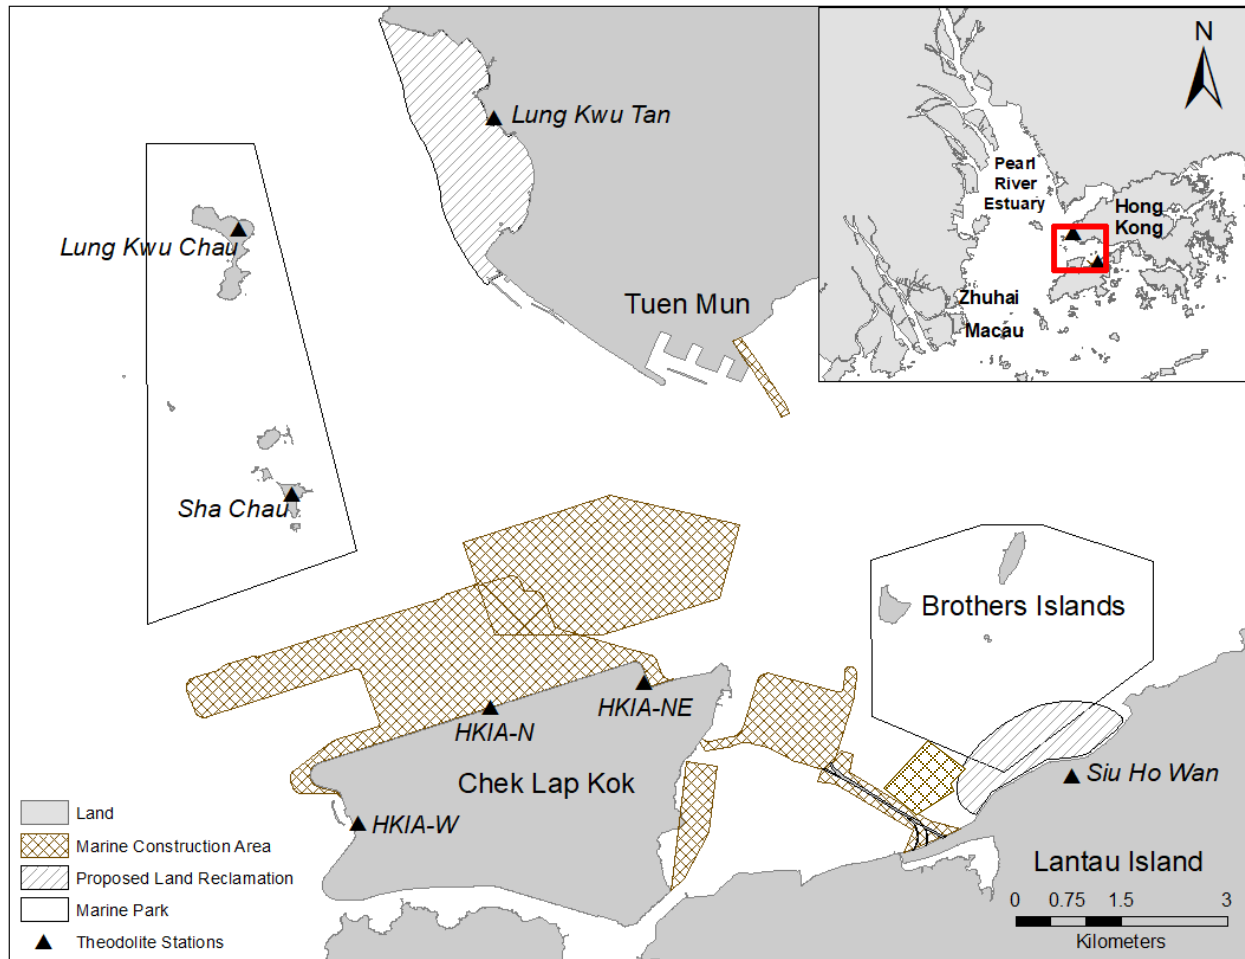 N
Lung Kwu Tan
Pearl
River
Estuary
Hong
Kong
Lung Kwu Chau
Tuen Mun
Zhuhai
Macau
Sha Chau
Brothers Islands
HKIA-NE
HKIA-N
Chek Lap Kok
Siu Ho Wan
HKIA-W
Land
Marine Construction Area
Proposed Land Reclamation
Marine Park
Theodolite Stations
Lantau Island
0 0.75 1.5 3
Kilometers